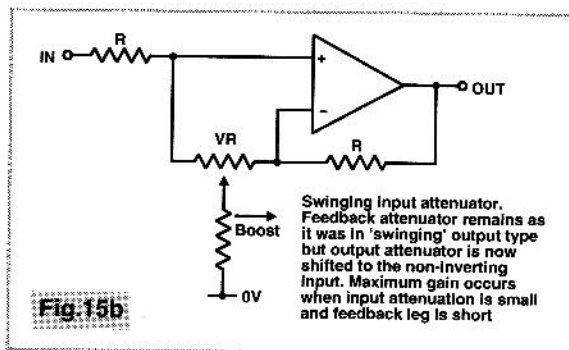 R
IN
+
OUT
−
VR
R
Boost
0V
Swinging input attenuator.
Feedback attenuator remains as
it was in 'swinging' output type
but output attenuator is now
shifted to the non-inverting
input. Maximum gain occurs
when input attenuation is small
and feedback leg is short
Fig.15b